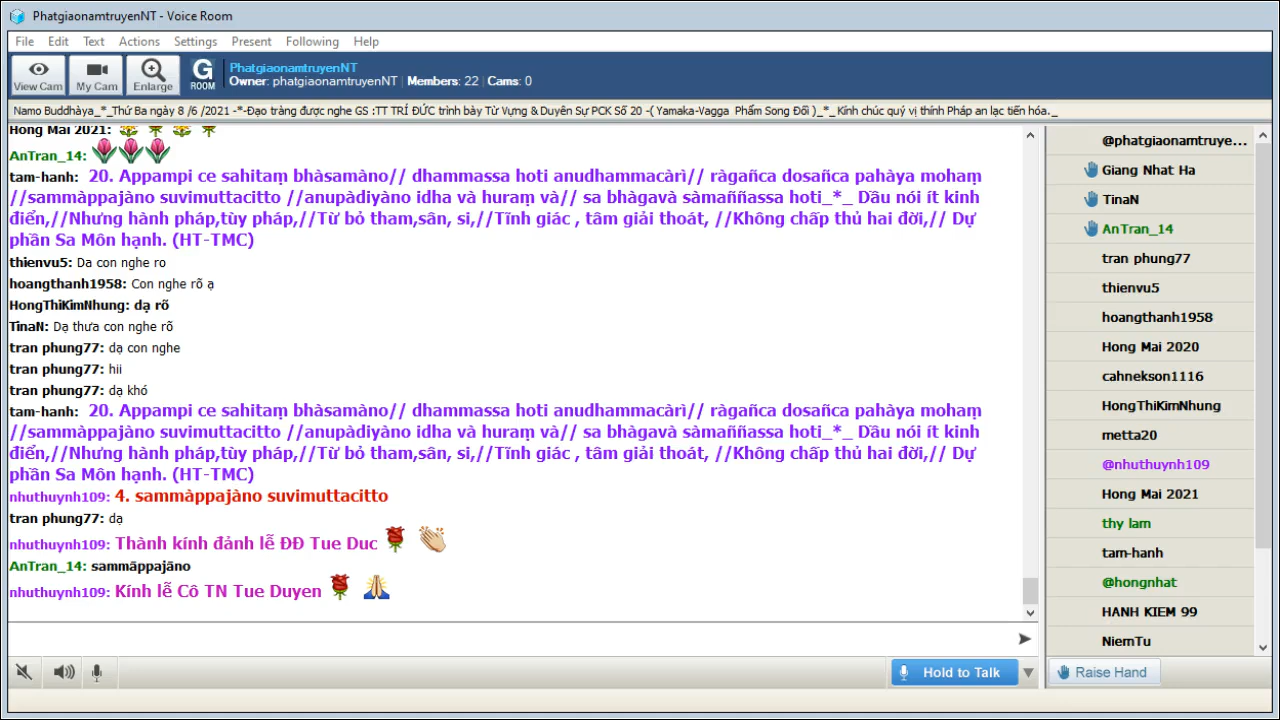 PhatgiaonamtruyenNT - Voice Room
File Edit Text Actions Settings Present Following Help
View Cam
My Cam
Enlarge
G ROOM
PhatgiaonamtruyenNT
Owner: phatgiaonamtruyenNT | Members: 22 | Cams: 0
Namo Buddhàya_*_Thứ Ba ngày 8 /6 /2021 -*-Đạo tràng được nghe GS :TT TRÍ ĐỨC trình bày Từ Vựng & Duyên Sự PCK Số 20 -( Yamaka-Vagga Phẩm Song Đối )_*_ Kính chúc quý vị thính Pháp an lạc tiến hóa._
Hong Mai 2021:
AnTran_14:
tam-hanh: 20. Appampi ce sahitaṃ bhàsamàno// dhammassa hoti anudhammacàrì// ràgañca dosañca pahàya mohaṃ
//sammàppajàno suvimuttacitto //anupàdiyàno idha và huraṃ và// sa bhàgavà sàmaññassa hoti_*_ Dầu nói ít kinh
điển,//Nhưng hành pháp,tùy pháp,//Từ bỏ tham,sân, si,//Tĩnh giác , tâm giải thoát, //Không chấp thủ hai đời,// Dự
phần Sa Môn hạnh. (HT-TMC)
thienvu5: Da con nghe ro
hoangthanh1958: Con nghe rõ ạ
HongThiKimNhung: dạ rõ
TinaN: Dạ thưa con nghe rõ
tran phung77: dạ con nghe
tran phung77: hii
tran phung77: dạ khó
tam-hanh: 20. Appampi ce sahitaṃ bhàsamàno// dhammassa hoti anudhammacàrì// ràgañca dosañca pahàya mohaṃ
//sammàppajàno suvimuttacitto //anupàdiyàno idha và huraṃ và// sa bhàgavà sàmaññassa hoti_*_ Dầu nói ít kinh
điển,//Nhưng hành pháp,tùy pháp,//Từ bỏ tham,sân, si,//Tĩnh giác , tâm giải thoát, //Không chấp thủ hai đời,// Dự
phần Sa Môn hạnh. (HT-TMC)
nhuthuynh109: 4. sammàppajàno suvimuttacitto
tran phung77: dạ
nhuthuynh109: Thành kính đảnh lễ ĐĐ Tue Duc
AnTran_14: sammāppajāno
nhuthuynh109: Kính lễ Cô TN Tue Duyen
Hold to Talk
@phatgiaonamtruye...
Giang Nhat Ha
TinaN
AnTran_14
tran phung77
thienvu5
hoangthanh1958
Hong Mai 2020
cahnekson1116
HongThiKimNhung
metta20
@nhuthuynh109
Hong Mai 2021
thy lam
tam-hanh
@hongnhat
HANH KIEM 99
NiemTu
Raise Hand